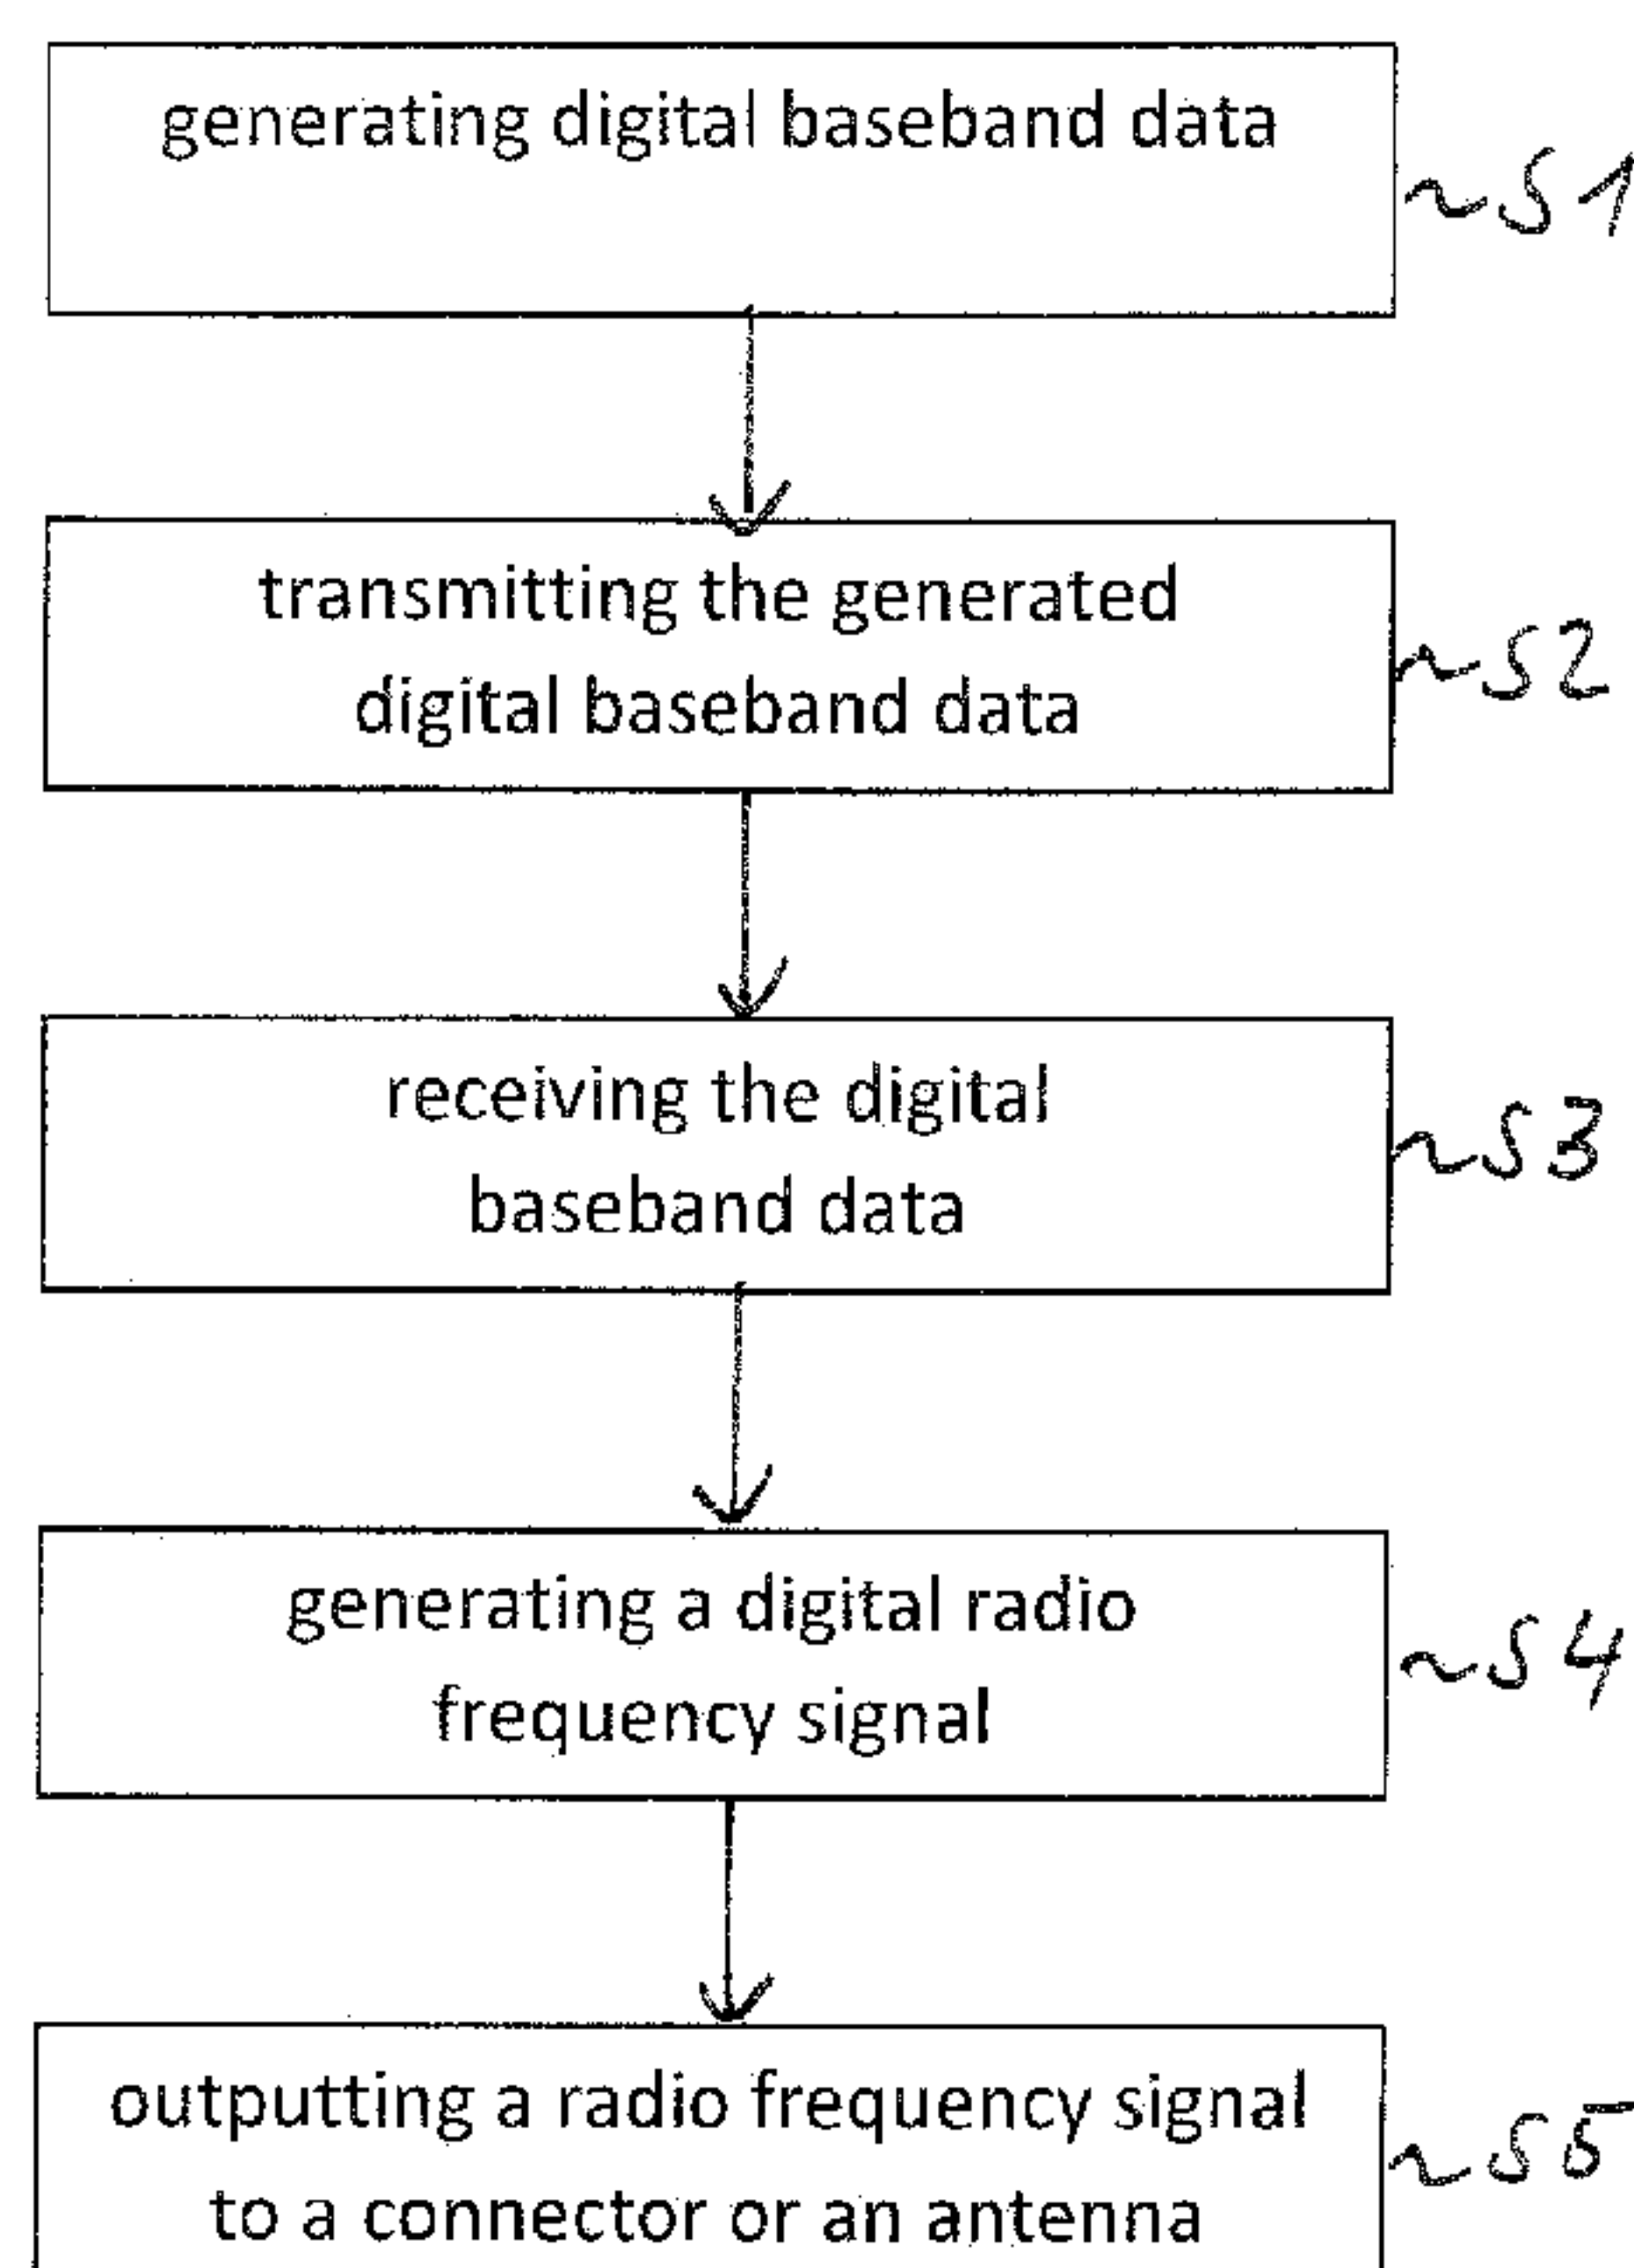 generating digital baseband data
~S1
transmitting the generated
digital baseband data
~S2
receiving the digital
baseband data
~S3
generating a digital radio
frequency signal
~S4
outputting a radio frequency signal
to a connector or an antenna
~S5